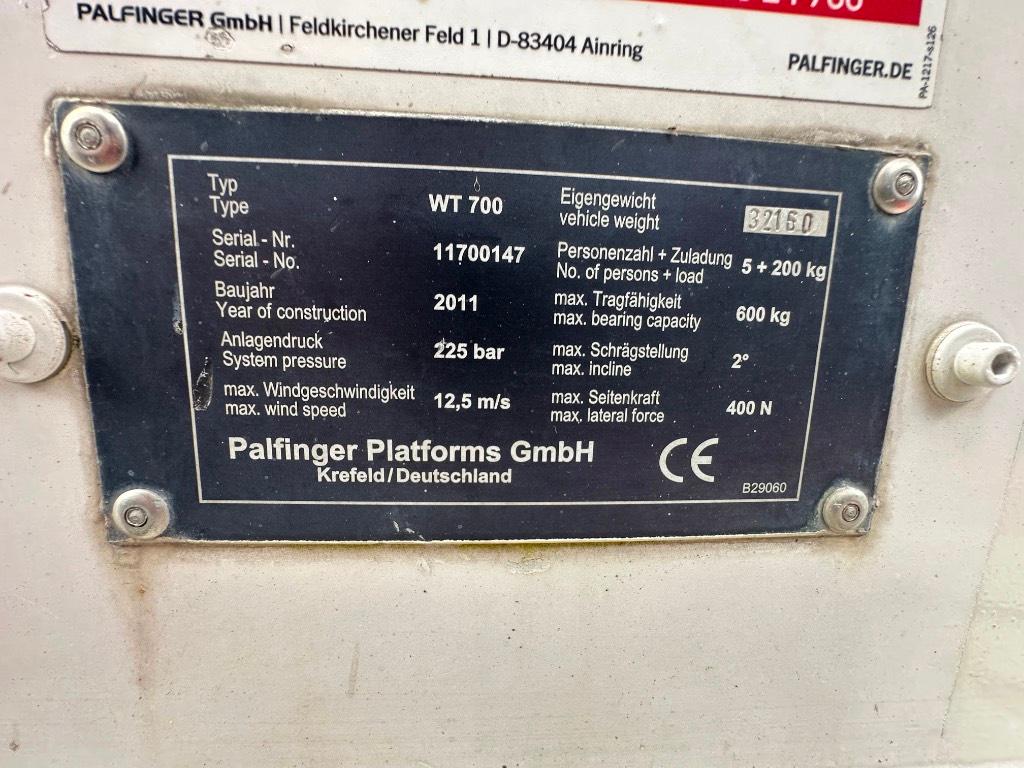 PALFINGER GmbH | Feldkirchener Feld 1 | D-83404 Ainring
PALFINGER.DE
PA-1217-s126
Typ
Type
WT 700
Serial - Nr.
Serial - No.
11700147
Baujahr
Year of construction
2011
Anlagendruck
System pressure
225 bar
max. Windgeschwindigkeit
max. wind speed
12,5 m/s
Eigengewicht
vehicle weight
32160
Personenzahl + Zuladung
No. of persons + load
5 + 200 kg
max. Tragfähigkeit
max. bearing capacity
600 kg
max. Schrägstellung
max. incline
2°
max. Seitenkraft
max. lateral force
400 N
Palfinger Platforms GmbH
Krefeld/Deutschland
CE
B29060